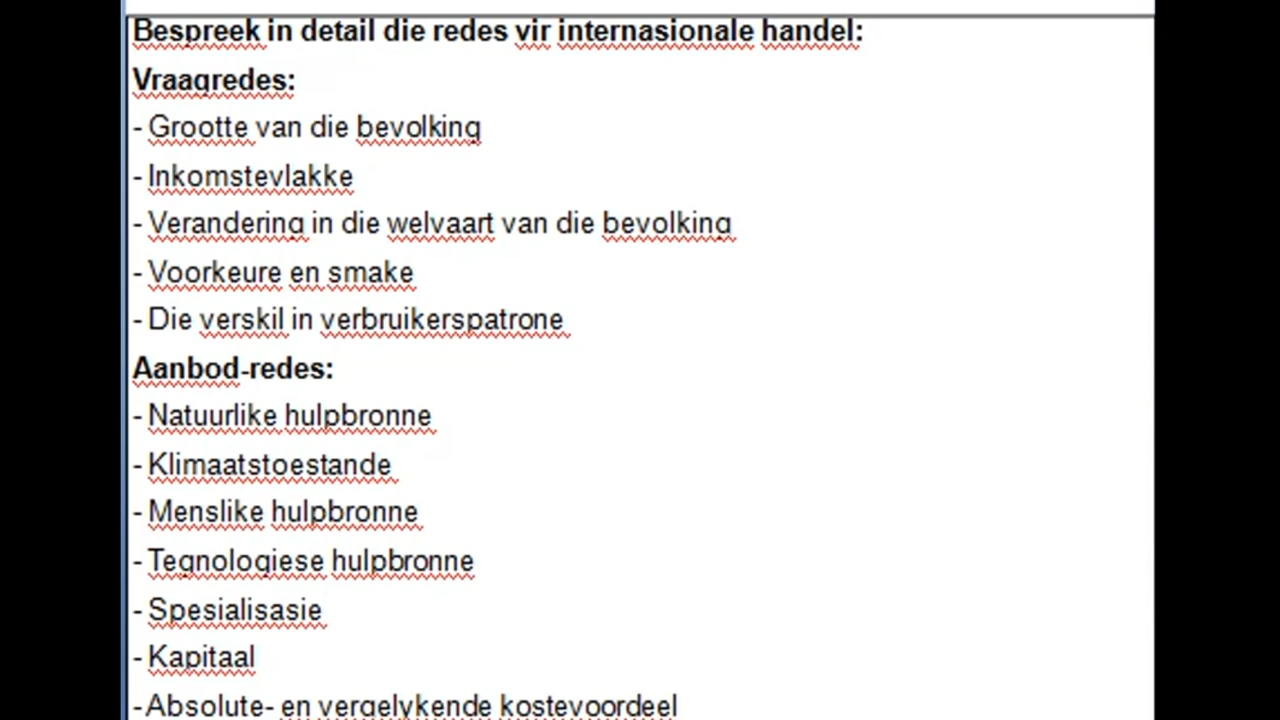 Bespreek in detail die redes vir internasionale handel:
Vraagredes:
- Grootte van die bevolking
- Inkomstevlakke
- Verandering in die welvaart van die bevolking
- Voorkeure en smake
- Die verskil in verbruikerspatrone
Aanbod-redes:
- Natuurlike hulpbronne
- Klimaatstoestande
- Menslike hulpbronne
- Tegnologiese hulpbronne
- Spesialisasie
- Kapitaal
- Absolute- en vergelykende kostevoordeel